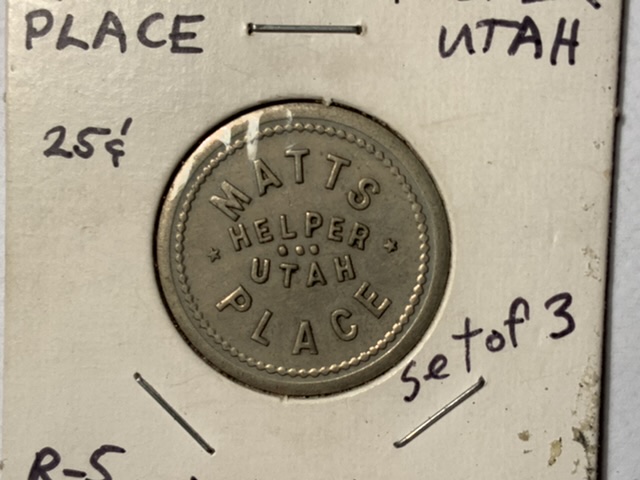 PLACE
UTAH
25¢
MATTS
HELPER
UTAH
PLACE
set of 3
R-5